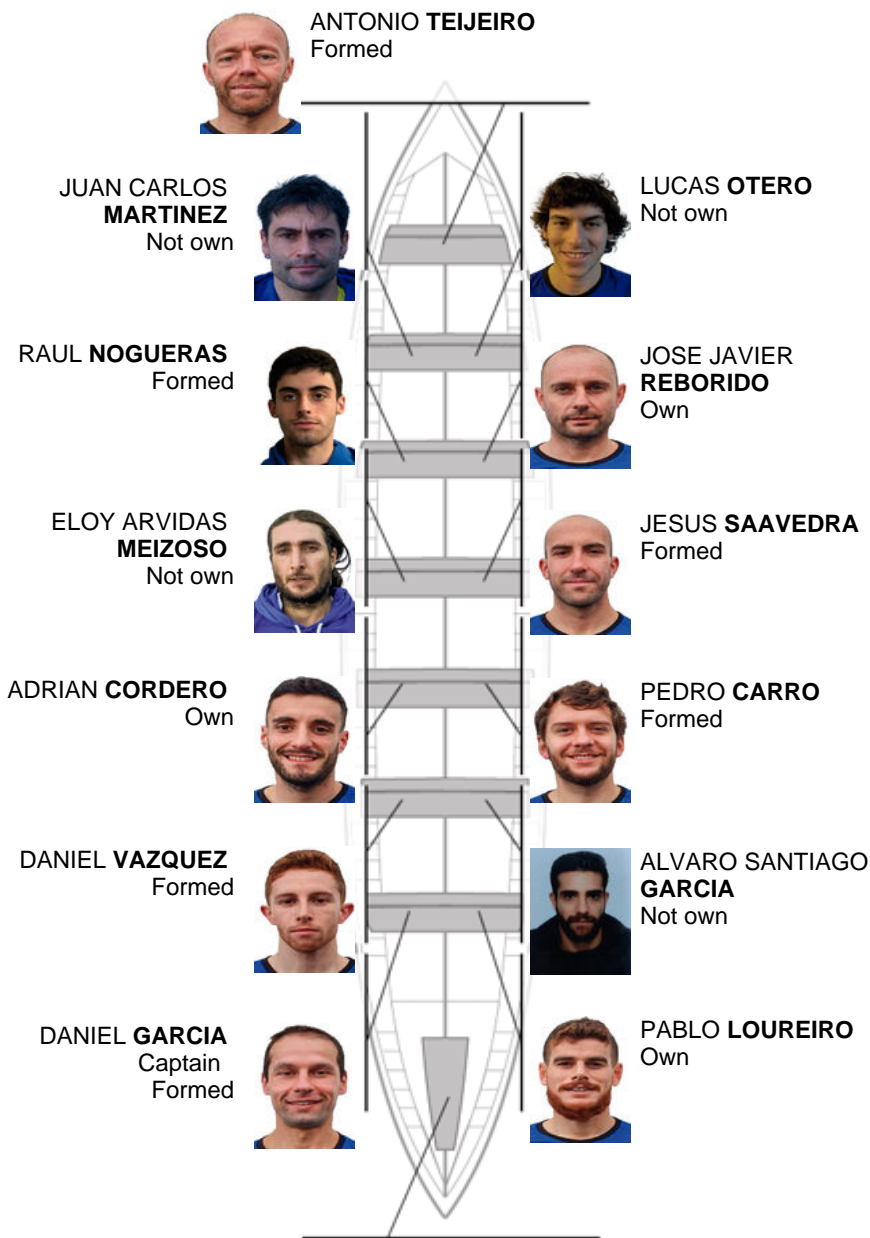 ANTONIO TEIJEIRO
Formed
JUAN CARLOS
MARTINEZ
Not own
LUCAS OTERO
Not own
RAUL NOGUERAS
Formed
JOSE JAVIER
REBORIDO
Own
ELOY ARVIDAS
MEIZOSO
Not own
JESUS SAAVEDRA
Formed
ADRIAN CORDERO
Own
PEDRO CARRO
Formed
DANIEL VAZQUEZ
Formed
ALVARO SANTIAGO
GARCIA
Not own
DANIEL GARCIA
Captain
Formed
PABLO LOUREIRO
Own